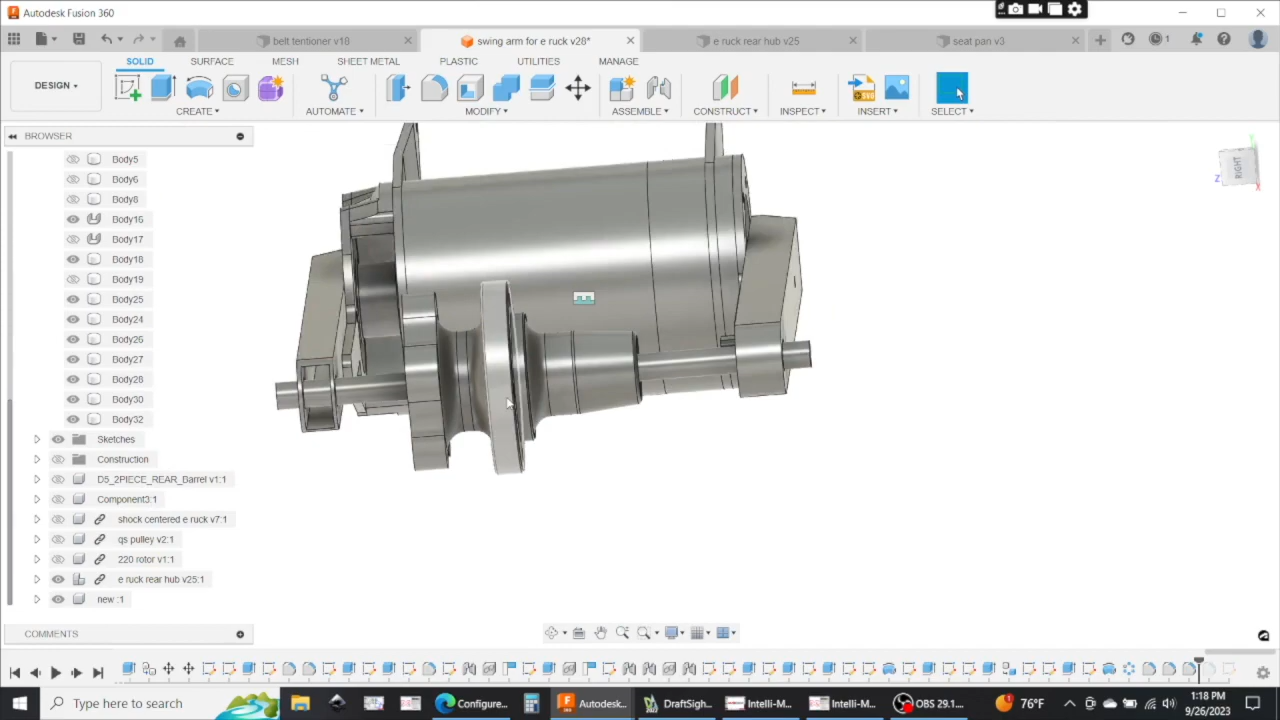 Autodesk Fusion 360
belt tentioner v18
swing arm for e ruck v28*
e ruck rear hub v25
seat pan v3
1
DESIGN
SOLID
SURFACE
MESH
SHEET METAL
PLASTIC
UTILITIES
MANAGE
CREATE
AUTOMATE
MODIFY
ASSEMBLE
CONSTRUCT
INSPECT
INSERT
SELECT
BROWSER
Body5
Body6
Body8
Body16
Body17
Body18
Body19
Body25
Body24
Body26
Body27
Body28
Body30
Body32
Sketches
Construction
D5_2PIECE_REAR_Barrel v1:1
Component3:1
shock centered e ruck v7:1
qs pulley v2:1
220 rotor v1:1
e ruck rear hub v25:1
new :1
Y
RIGHT
Z
X
COMMENTS
Type here to search
Configure...
Autodesk...
DraftSigh...
Intelli-M...
Intelli-M...
OBS 29.1...
76°F
1:18 PM
9/26/2023